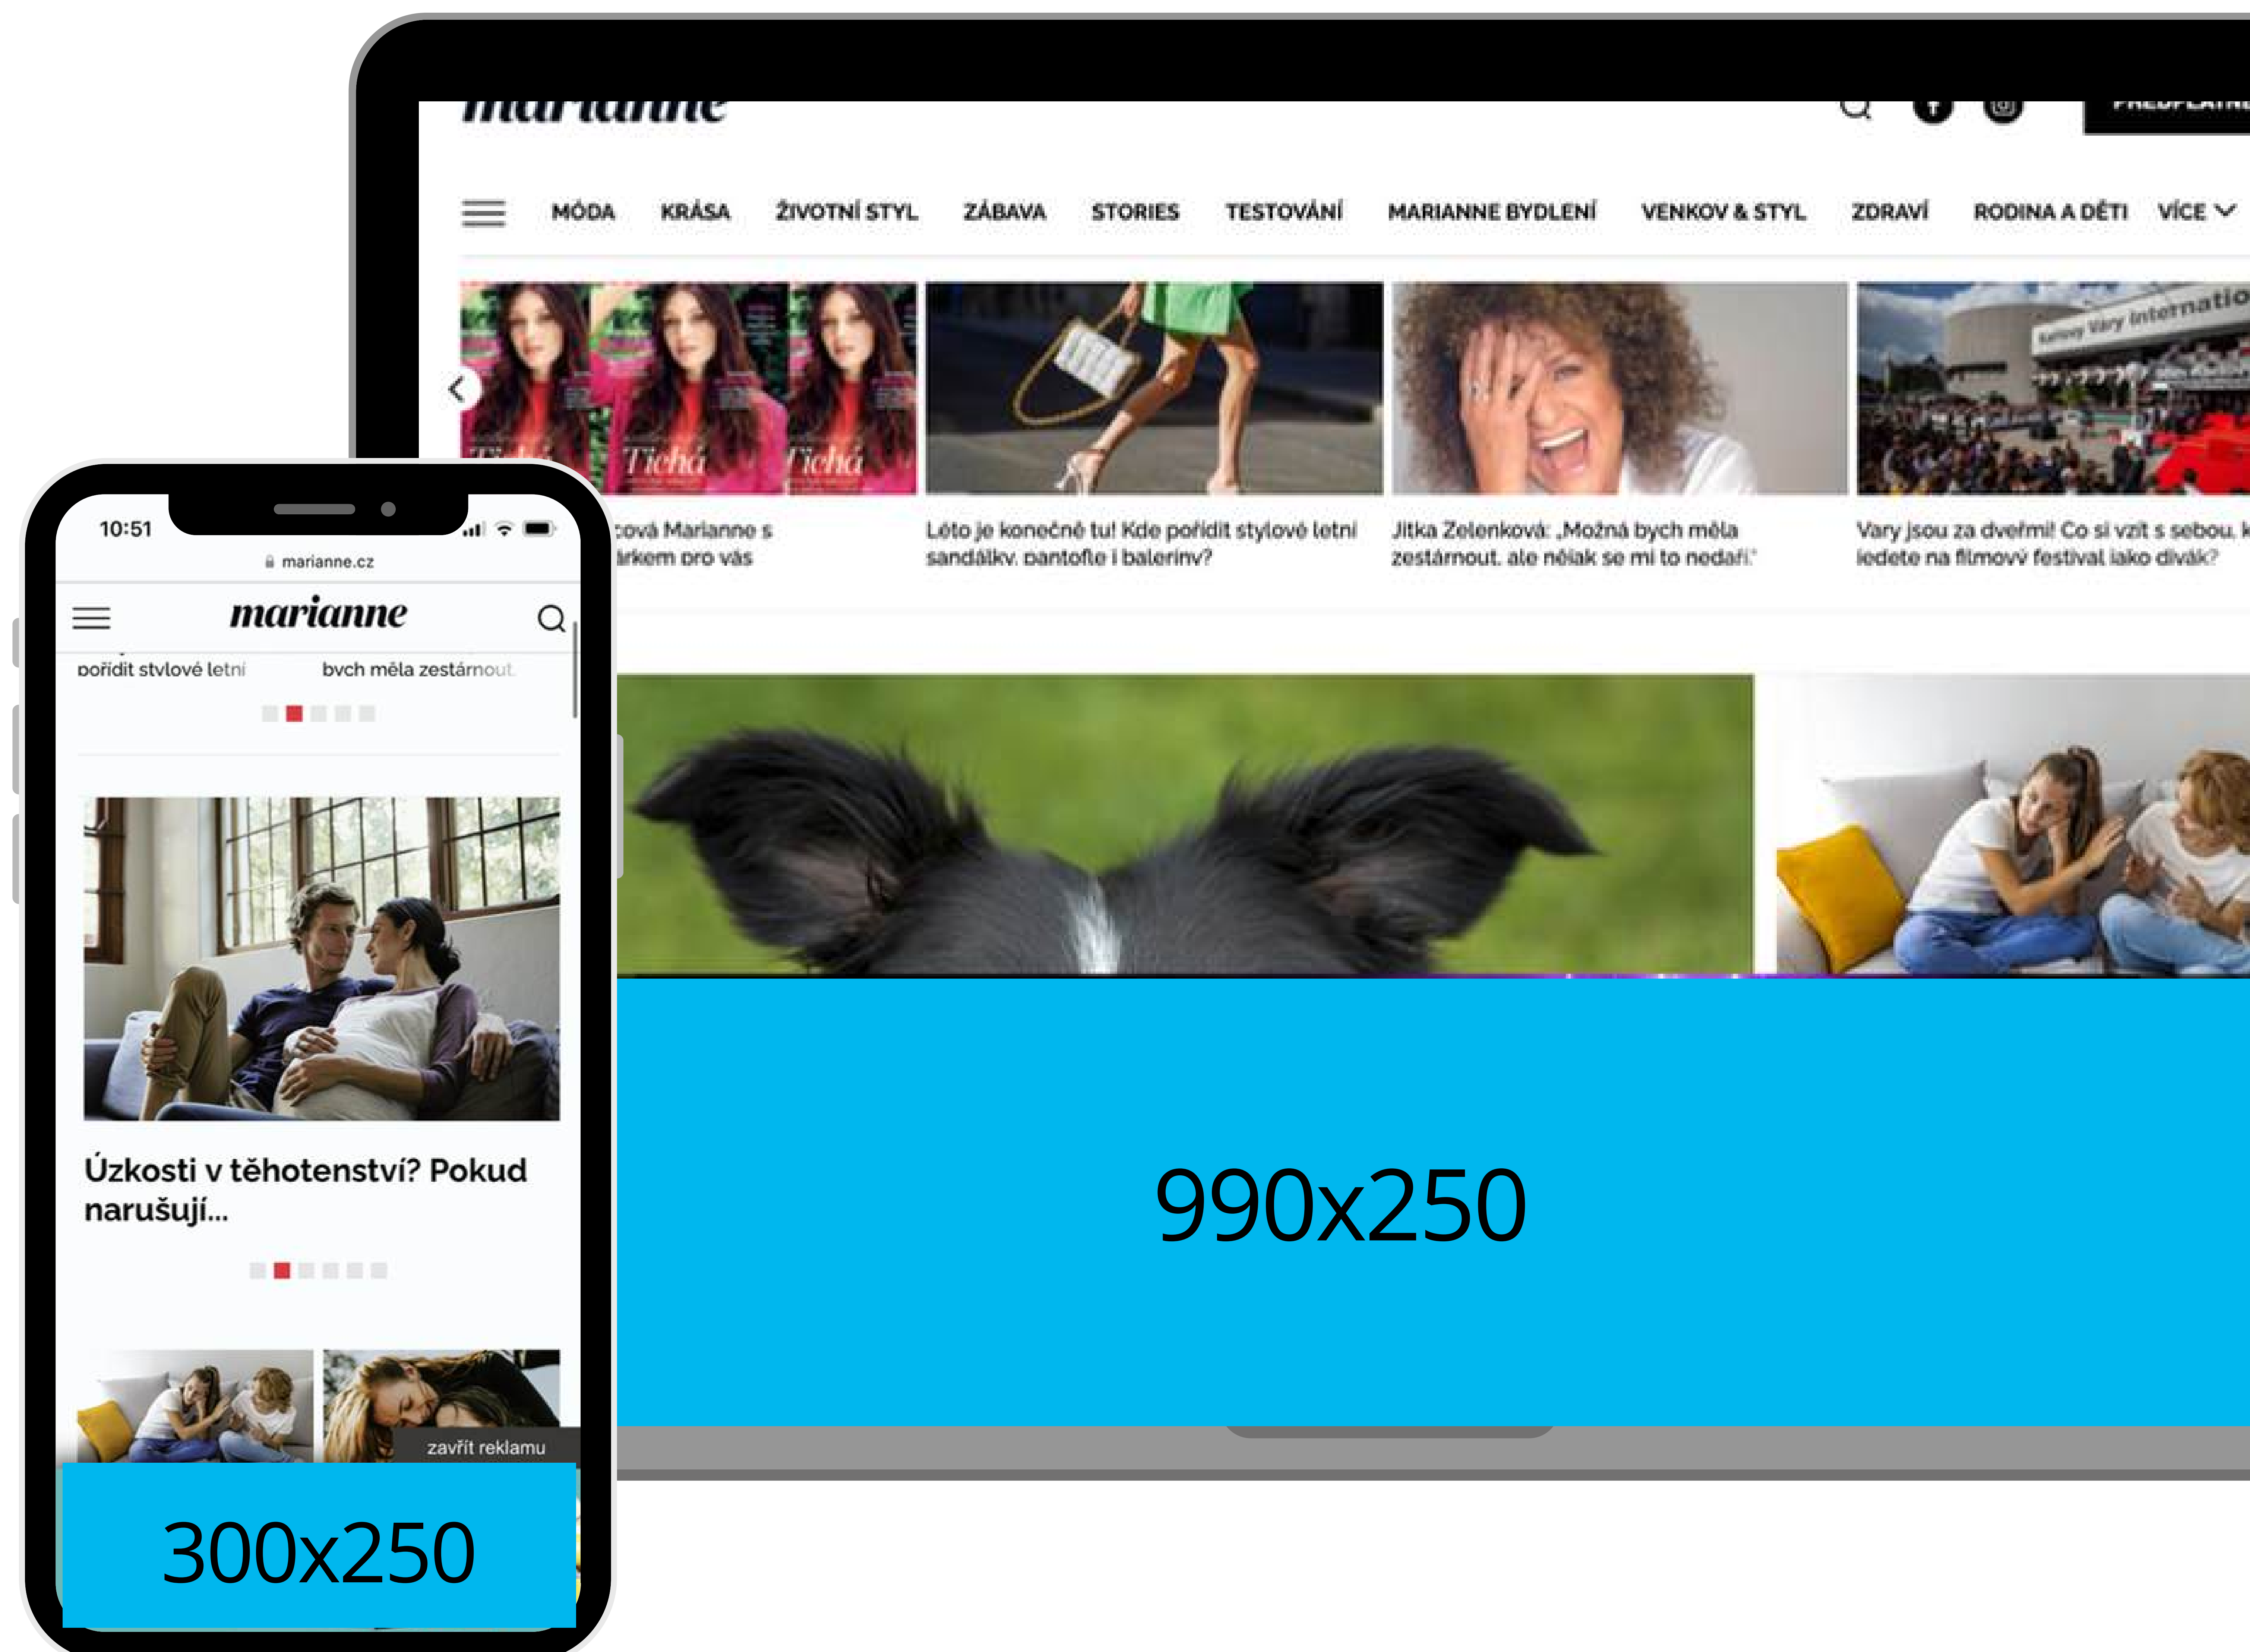 marianne
PŘEDPLATNÉ
MÓDA KRÁSA ŽIVOTNÍ STYL ZÁBAVA STORIES TESTOVÁNÍ MARIANNE BYDLENÍ VENKOV & STYL ZDRAVÍ RODINA A DĚTI VÍCE
Karlovy Vary Internatio
Tichá Tichá Tichá
cová Marianne s
árkem pro vás
Léto je konečně tu! Kde pořídit stylové letní
sandálky, pantofle i baleríny?
Jitka Zelenková: „Možná bych měla
zestárnout, ale nějak se mi to nedaří.“
Vary jsou za dveřmi! Co si vzít s sebou, k
jedete na filmový festival jako divák?
990x250
10:51
marianne.cz
marianne
pořídit stylové letní
bych měla zestárnout,
Úzkosti v těhotenství? Pokud
narušují...
zavřít reklamu
300x250